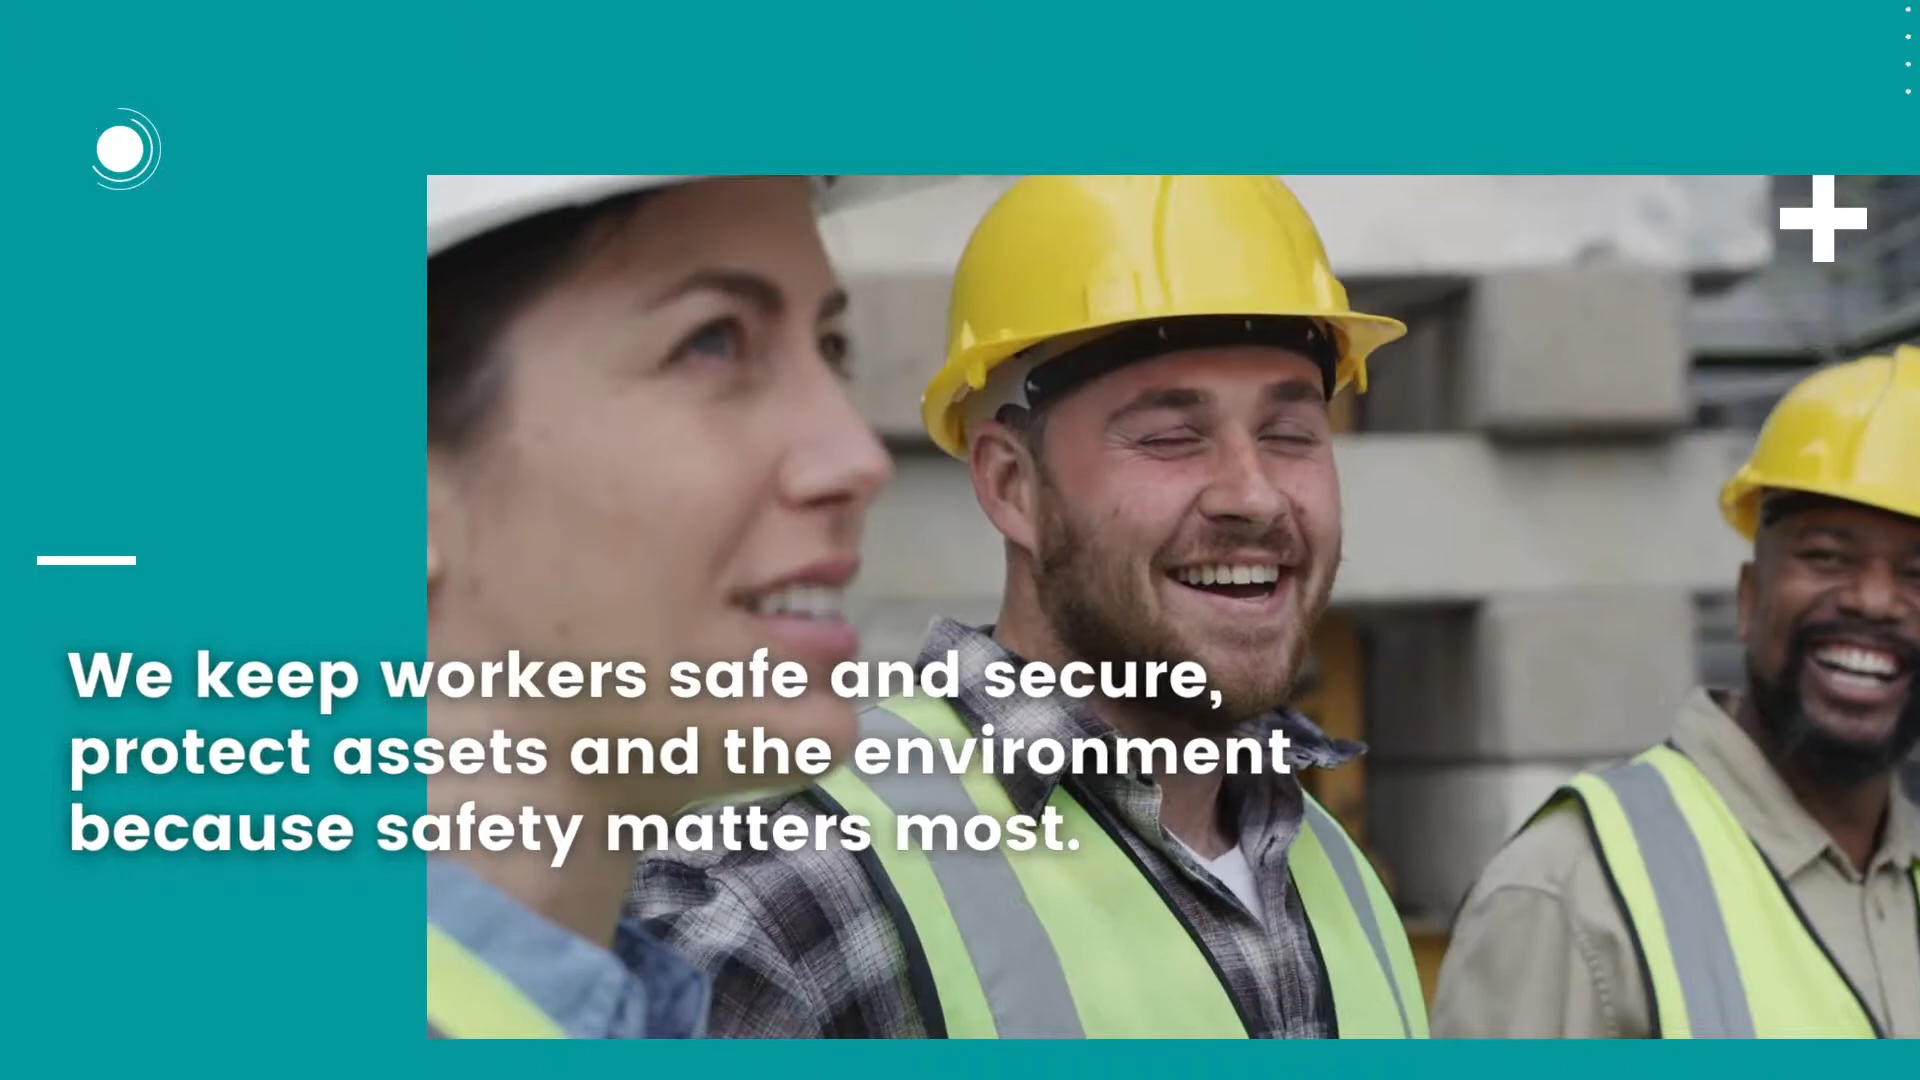 We keep workers safe and secure,
protect assets and the environment
because safety matters most.